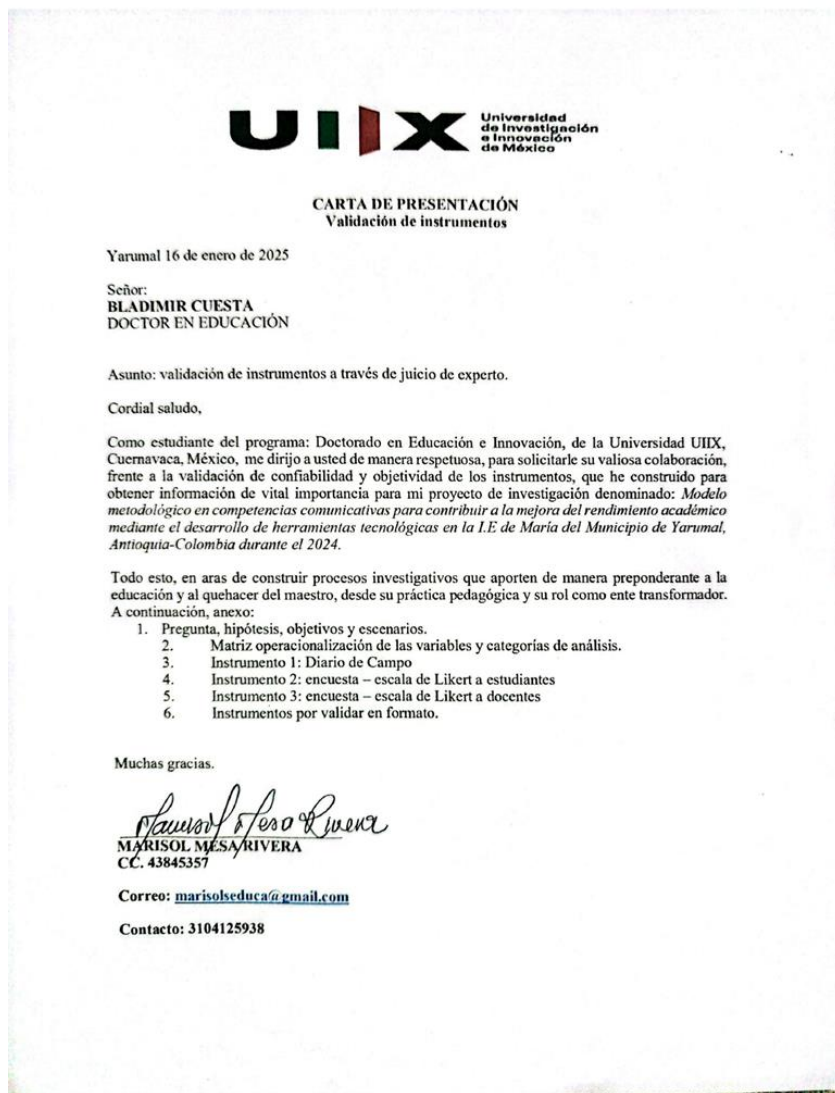 UIIX
Universidad
de Investigación
e Innovación
de México
CARTA DE PRESENTACIÓN
Validación de instrumentos
Yarumal 16 de enero de 2025
Señor:
BLADIMIR CUESTA
DOCTOR EN EDUCACIÓN
Asunto: validación de instrumentos a través de juicio de experto.
Cordial saludo,
Como estudiante del programa: Doctorado en Educación e Innovación, de la Universidad UIIX,
Cuernavaca, México, me dirijo a usted de manera respetuosa, para solicitarle su valiosa colaboración,
frente a la validación de confiabilidad y objetividad de los instrumentos, que he construido para
obtener información de vital importancia para mi proyecto de investigación denominado: Modelo
metodológico en competencias comunicativas para contribuir a la mejora del rendimiento académico
mediante el desarrollo de herramientas tecnológicas en la I.E de María del Municipio de Yarumal,
Antioquia-Colombia durante el 2024.
Todo esto, en aras de construir procesos investigativos que aporten de manera preponderante a la
educación y al quehacer del maestro, desde su práctica pedagógica y su rol como ente transformador.
A continuación, anexo:
1. Pregunta, hipótesis, objetivos y escenarios.
2. Matriz operacionalización de las variables y categorías de análisis.
3. Instrumento 1: Diario de Campo
4. Instrumento 2: encuesta – escala de Likert a estudiantes
5. Instrumento 3: encuesta – escala de Likert a docentes
6. Instrumentos por validar en formato.
Muchas gracias.
Marisol Mesa Rivera
MARISOL MESA RIVERA
CC. 43845357
Correo: marisolseduca@gmail.com
Contacto: 3104125938